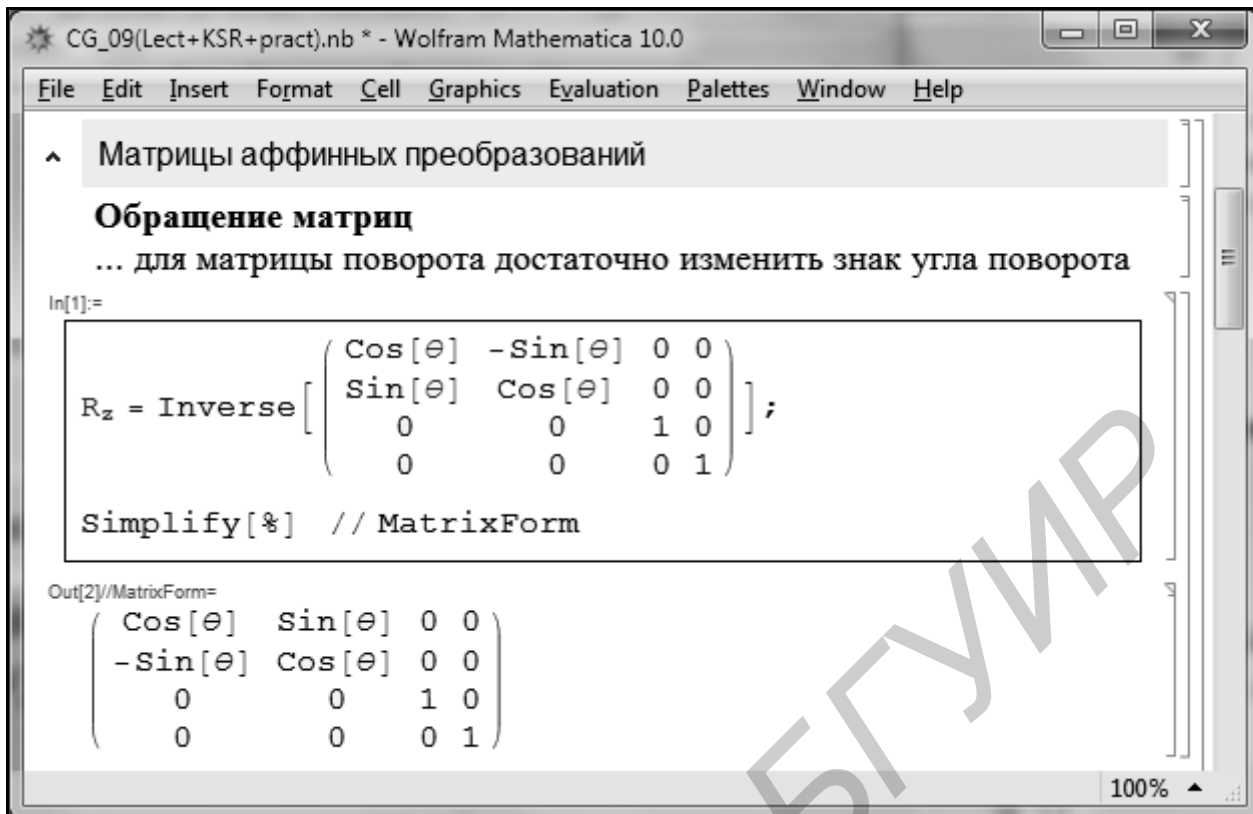 CG_09(Lect+KSR+pract).nb * - Wolfram Mathematica 10.0
File Edit Insert Format Cell Graphics Evaluation Palettes Window Help
Матрицы аффинных преобразований
Обращение матриц
... для матрицы поворота достаточно изменить знак угла поворота
In[1]:=
Cos[θ] -Sin[θ] 0 0
Sin[θ] Cos[θ] 0 0
R_z = Inverse[ ];
0 0 1 0
0 0 0 1
Simplify[%] // MatrixForm
Out[2]//MatrixForm=
Cos[θ] Sin[θ] 0 0
-Sin[θ] Cos[θ] 0 0
0 0 1 0
0 0 0 1
100%
БГУИР